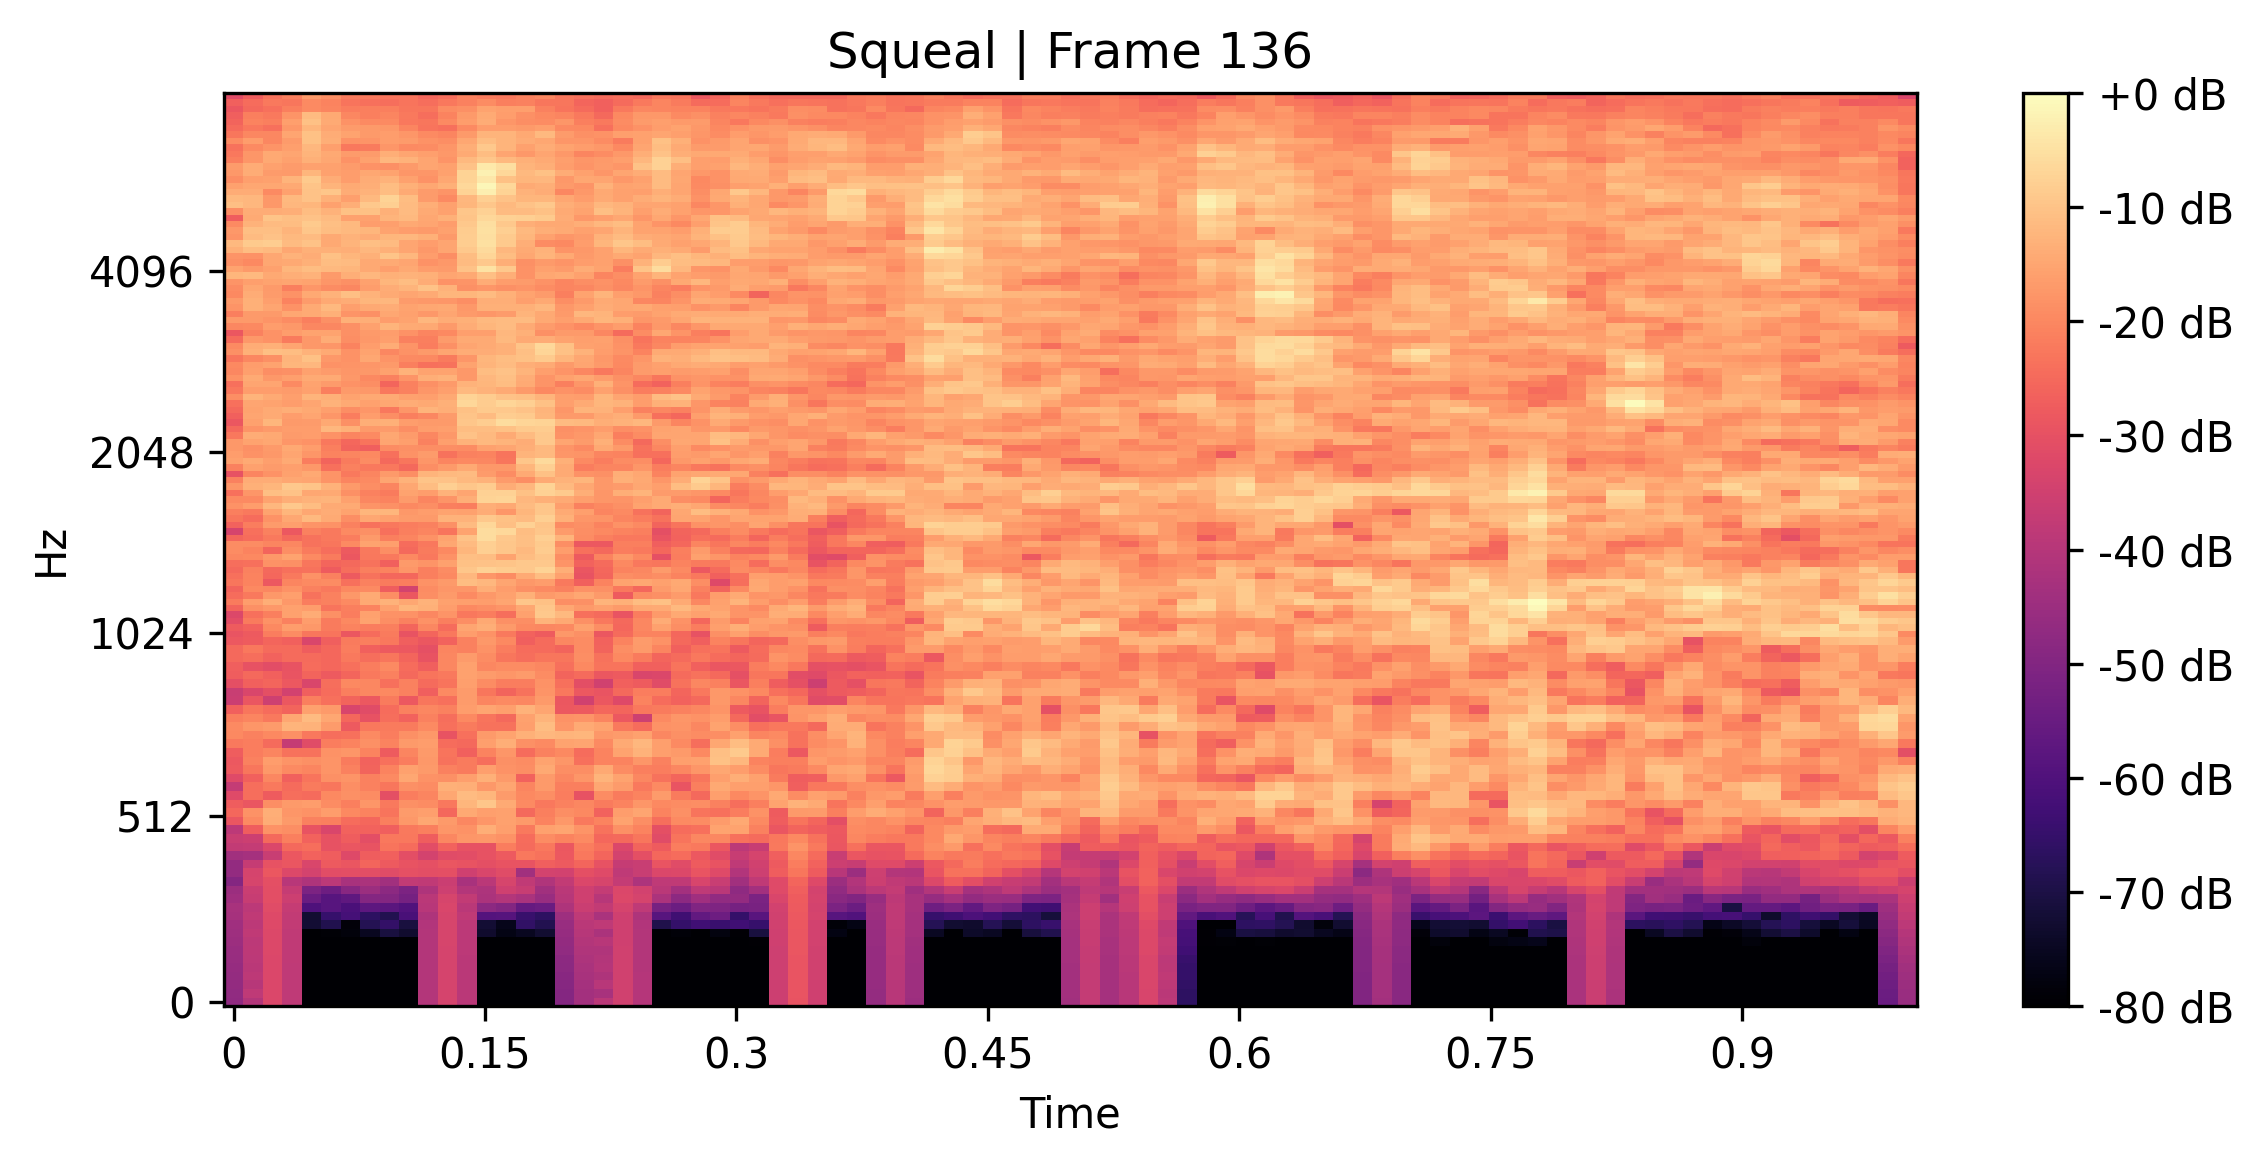 Squeal | Frame 136
+0 dB
-10 dB
-20 dB
-30 dB
-40 dB
-50 dB
-60 dB
-70 dB
-80 dB
Hz
4096
2048
1024
512
0
0 0.15 0.3 0.45 0.6 0.75 0.9
Time